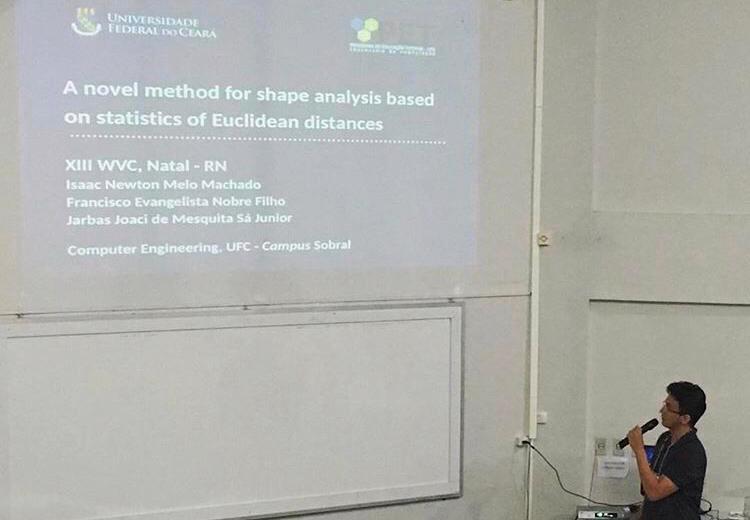 UNIVERSIDADE
FEDERAL DO CEARÁ
PET
A novel method for shape analysis based
on statistics of Euclidean distances
XIII WVC, Natal - RN
Isaac Newton Melo Machado
Francisco Evangelista Nobre Filho
Jarbas Joaci de Mesquita Sá Junior
Computer Engineering, UFC - Campus Sobral